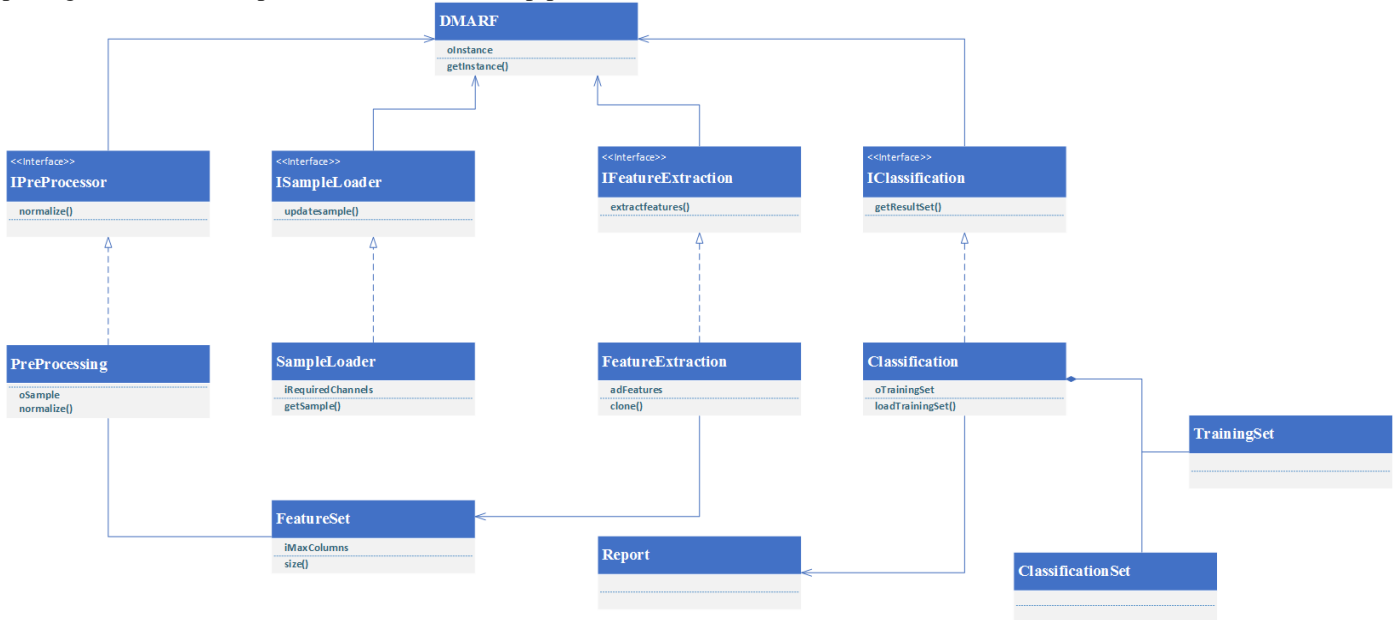 DMARF
oInstance
getInstance()
<<Interface>>
IPreProcessor
normalize()
<<Interface>>
ISampleLoader
updatesample()
<<Interface>>
IFeatureExtraction
extractfeatures()
<<Interface>>
IClassification
getResultSet()
PreProcessing
oSample
normalize()
SampleLoader
iRequiredChannels
getSample()
FeatureExtraction
adFeatures
clone()
Classification
oTrainingSet
loadTrainingSet()
TrainingSet
FeatureSet
iMaxColumns
size()
Report
ClassificationSet